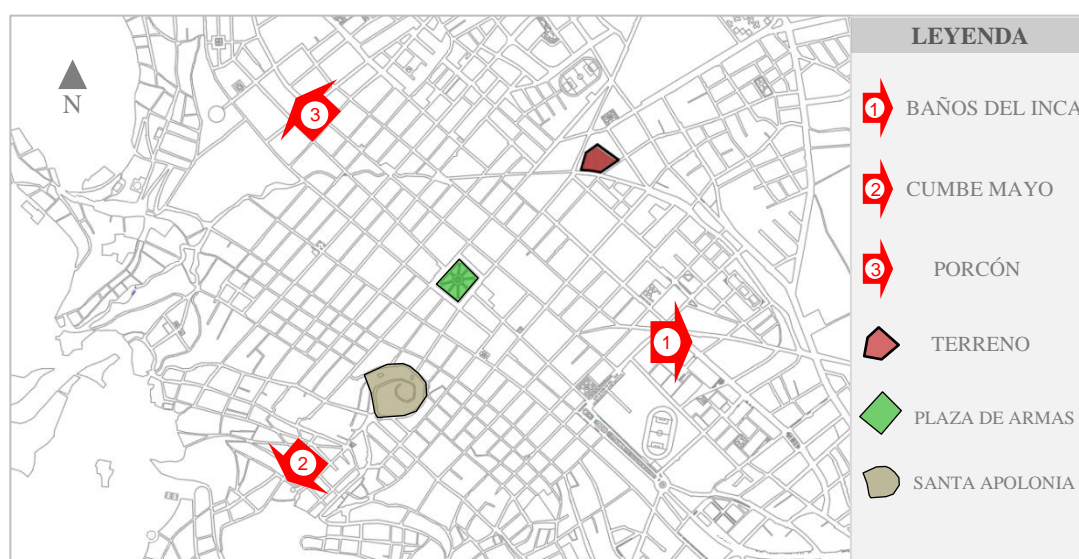 N
3
1
2
LEYENDA
1 BAÑOS DEL INCA
2 CUMBE MAYO
3 PORCÓN
TERRENO
PLAZA DE ARMAS
SANTA APOLONIA